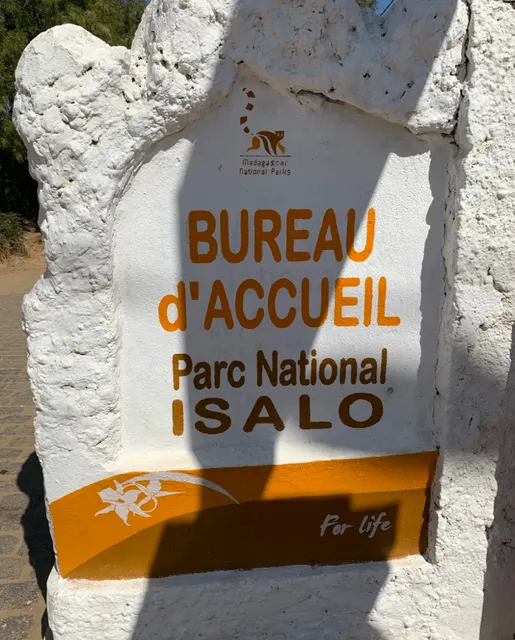 Madagascar
National Parks
BUREAU
d'ACCUEIL
Parc National
ISALO
For life